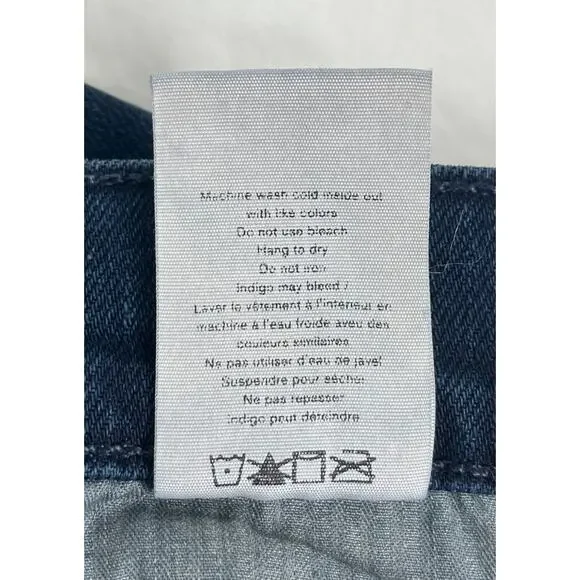 Machine wash cold inside out
with like colors
Do not use bleach
Hang to dry
Do not iron
Indigo may bleed /
Laver le vêtement à l'interieur en
machine à l'eau froide avec des
couleurs similaires
Ne pas utiliser d'eau de javel
Suspendre pour sécher
Ne pas repasser
Indigo peut déteindre